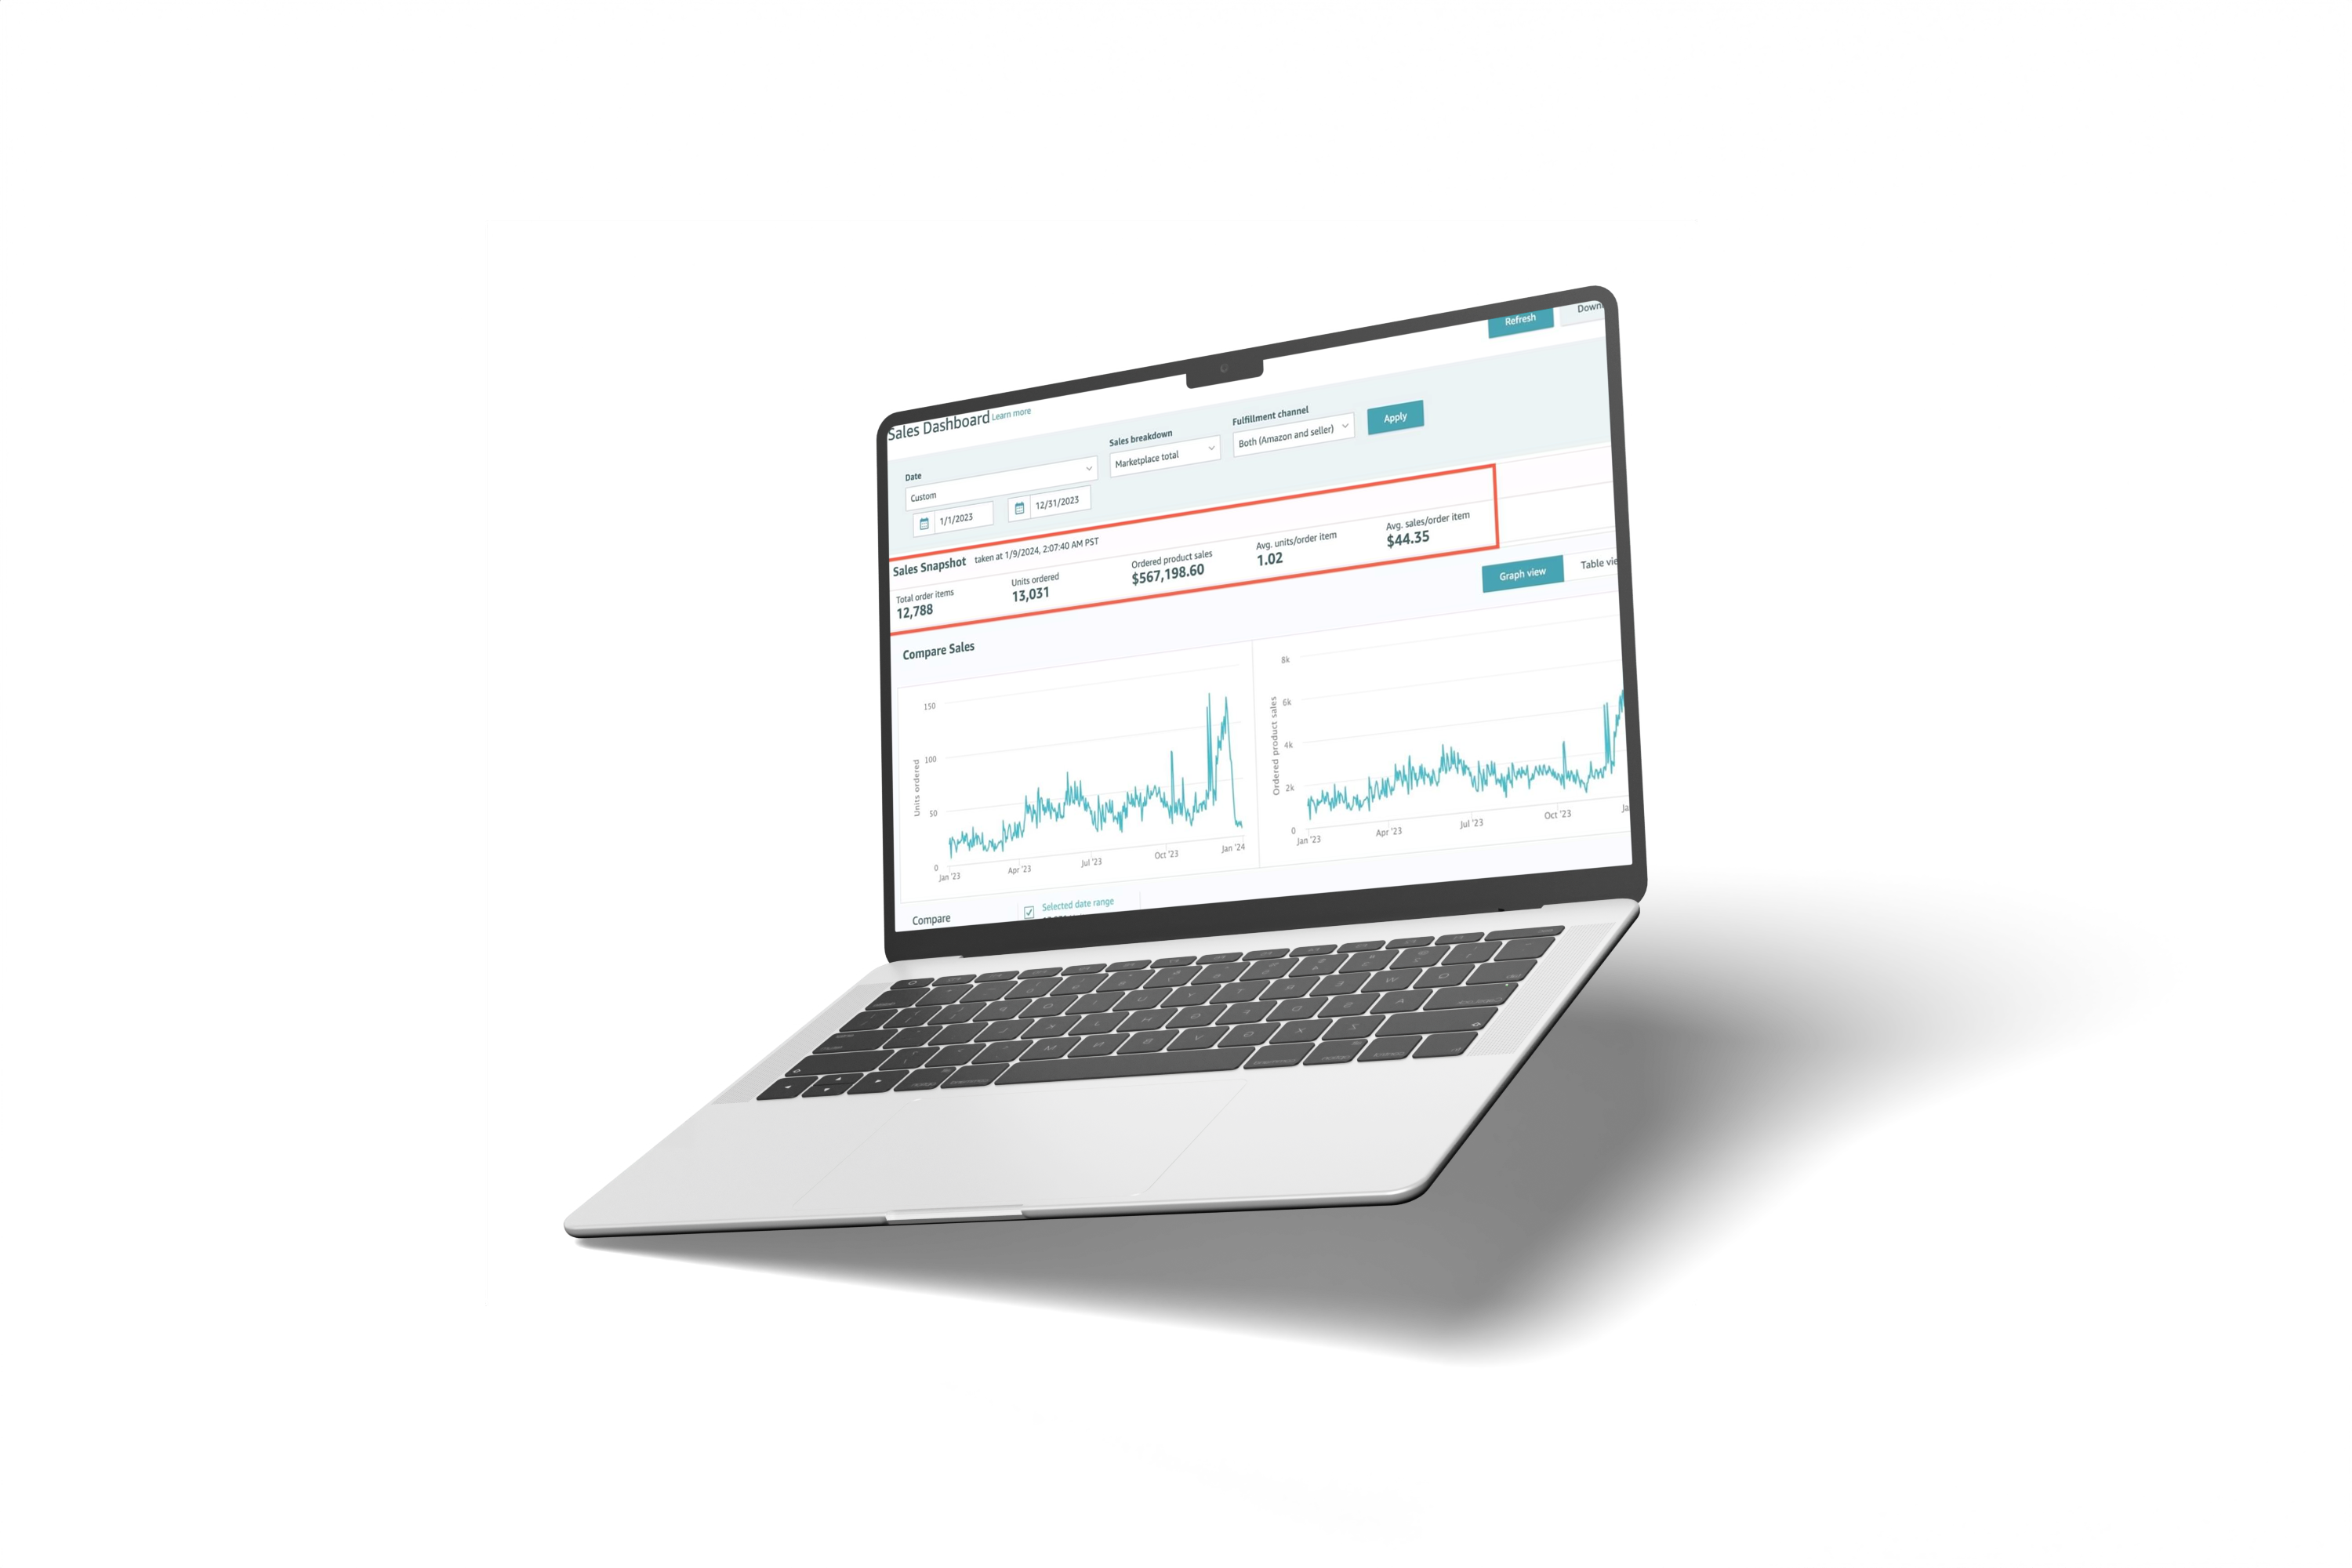 Refresh
Down
Sales Dashboard Learn more
Date
Sales breakdown
Fulfillment channel
Custom
Marketplace total
Both (Amazon and seller)
Apply
1/1/2023
12/31/2023
Sales Snapshot taken at 1/9/2024, 2:07:40 AM PST
Total order items
12,788
Units ordered
13,031
Ordered product sales
$567,198.60
Avg. units/order item
1.02
Avg. sales/order item
$44.35
Graph view
Table vie
Compare Sales
Units ordered
150
100
50
0
Jan '23
Apr '23
Jul '23
Oct '23
Jan '24
Ordered product sales
8k
6k
4k
2k
0
Jan '23
Apr '23
Jul '23
Oct '23
Ja
Compare
Selected date range